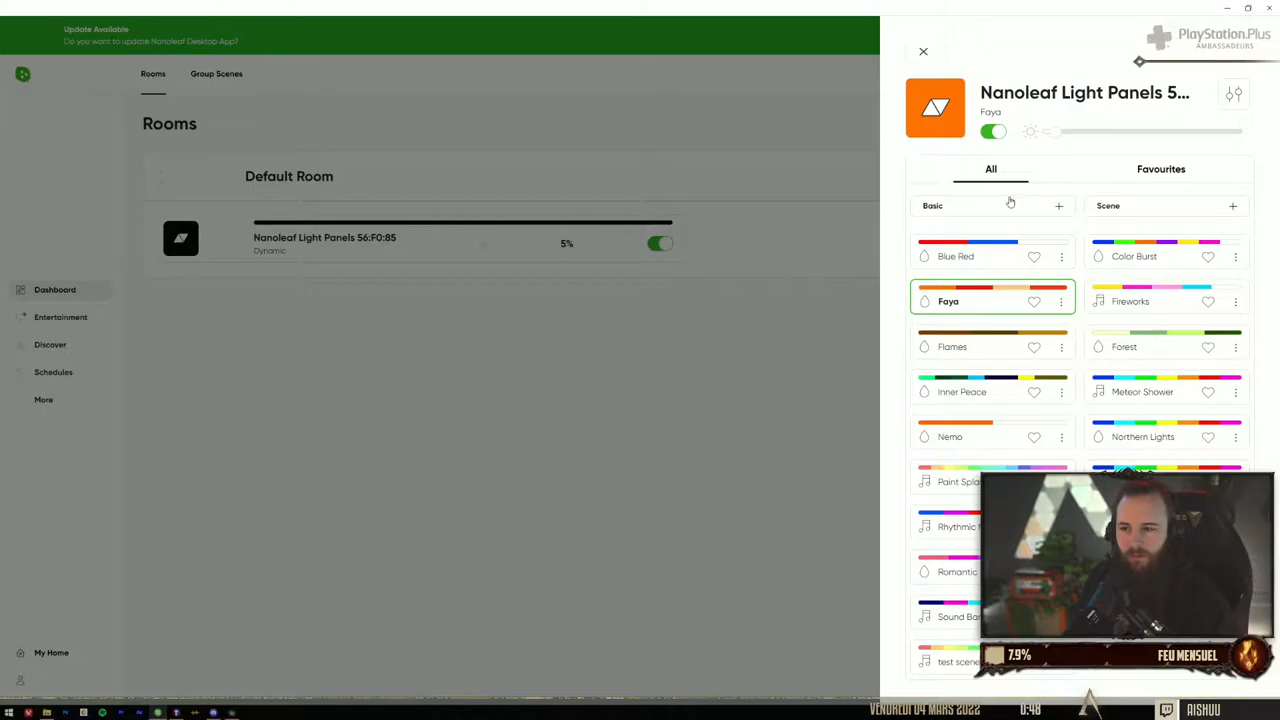 Update Available
Do you want to update Nanoleaf Desktop App?
PlayStation.Plus
AMBASSADEURS
Rooms
Group Scenes
Rooms
Default Room
Nanoleaf Light Panels 56:F0:85
Dynamic
5%
Dashboard
Entertainment
Discover
Schedules
More
My Home
Nanoleaf Light Panels 5...
Faya
All
Favourites
Basic
Scene
Blue Red
Color Burst
Faya
Fireworks
Flames
Forest
Inner Peace
Meteor Shower
Nemo
Northern Lights
Paint Spla
Rhythmic
Romantic
Sound Bar
test scene
7.9%
FEU MENSUEL
VENDREDI 04 MARS 2022
0:48
AISHUU